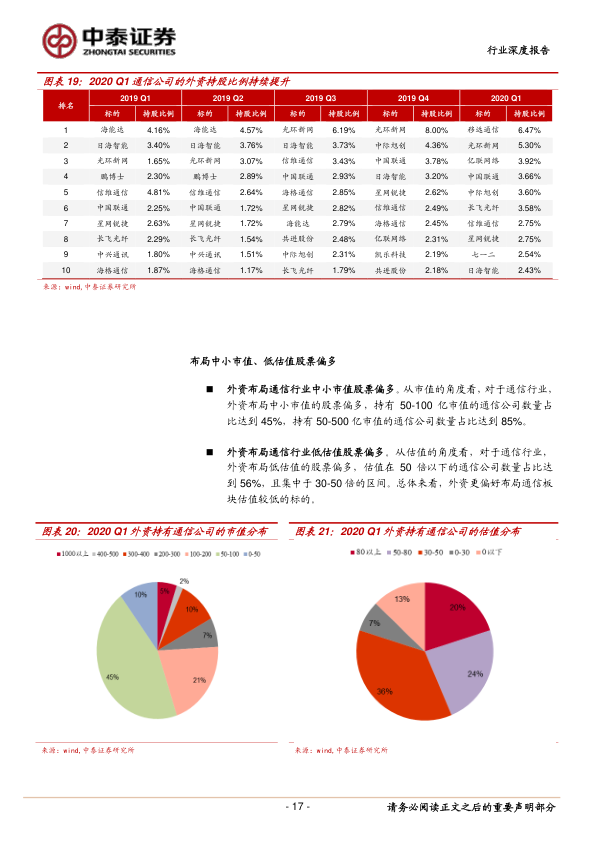 中泰证券
ZHONGTAI SECURITIES
行业深度报告
图表 19：2020 Q1 通信公司的外资持股比例持续提升
排名 2019 Q1 2019 Q2 2019 Q3 2019 Q4 2020 Q1
标的 持股比例 标的 持股比例 标的 持股比例 标的 持股比例 标的 持股比例
1 海能达 4.16% 海能达 4.57% 光环新网 6.19% 光环新网 8.00% 移远通信 6.47%
2 日海智能 3.40% 日海智能 3.76% 日海智能 3.73% 中际旭创 4.36% 光环新网 5.30%
3 光环新网 1.65% 光环新网 3.07% 信维通信 3.43% 中国联通 3.78% 亿联网络 3.92%
4 鹏博士 2.30% 鹏博士 2.89% 中国联通 2.93% 日海智能 3.20% 中国联通 3.66%
5 信维通信 4.81% 信维通信 2.64% 海格通信 2.85% 星网锐捷 2.62% 中际旭创 3.60%
6 中国联通 2.25% 中国联通 1.72% 星网锐捷 2.82% 信维通信 2.49% 长飞光纤 3.58%
7 星网锐捷 2.63% 星网锐捷 1.72% 海能达 2.79% 海格通信 2.45% 信维通信 2.75%
8 长飞光纤 2.29% 长飞光纤 1.54% 共进股份 2.48% 亿联网络 2.31% 星网锐捷 2.75%
9 中兴通讯 1.80% 中兴通讯 1.51% 中际旭创 2.31% 凯乐科技 2.19% 七一二 2.54%
10 海格通信 1.87% 海格通信 1.17% 长飞光纤 1.79% 共进股份 2.18% 日海智能 2.43%
来源：wind,中泰证券研究所
布局中小市值、低估值股票偏多
■ 外资布局通信行业中小市值股票偏多。从市值的角度看，对于通信行业，
外资布局中小市值的股票偏多，持有 50-100 亿市值的通信公司数量占
比达到 45%，持有 50-500 亿市值的通信公司数量占比达到 85%。
■ 外资布局通信行业低估值股票偏多。从估值的角度看，对于通信行业，
外资布局低估值的股票偏多，估值在 50 倍以下的通信公司数量占比达
到 56%，且集中于 30-50 倍的区间。总体来看，外资更偏好布局通信板
块估值较低的标的。
图表 20：2020 Q1 外资持有通信公司的市值分布
1000以上 400-500 300-400 200-300 100-200 50-100 0-50
5%
2%
10%
7%
21%
45%
10%
来源：wind,中泰证券研究所
图表 21：2020 Q1 外资持有通信公司的估值分布
80以上 50-80 30-50 0-30 0以下
20%
24%
36%
7%
13%
来源：wind,中泰证券研究所
- 17 -
请务必阅读正文之后的重要声明部分